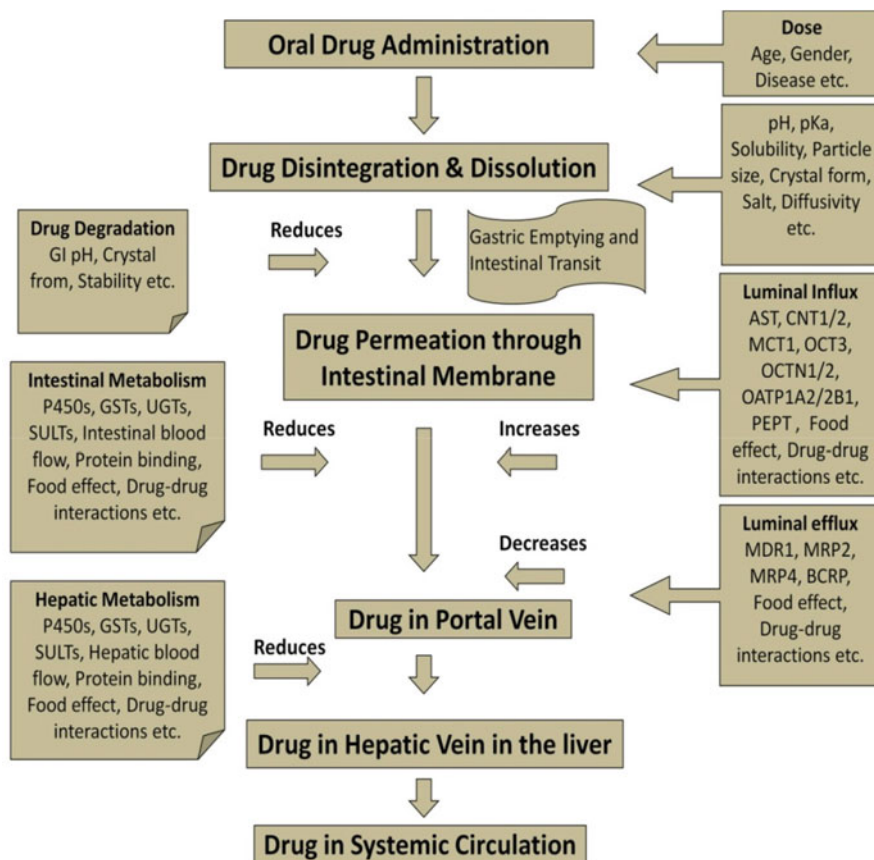 Oral Drug Administration
Dose
Age, Gender,
Disease etc.
Drug Disintegration & Dissolution
pH, pKa,
Solubility, Particle
size, Crystal form,
Salt, Diffusivity
etc.
Drug Degradation
GI pH, Crystal
from, Stability etc.
Reduces
Gastric Emptying and
Intestinal Transit
Drug Permeation through
Intestinal Membrane
Luminal Influx
AST, CNT1/2,
MCT1, OCT3,
OCTN1/2,
OATP1A2/2B1,
PEPT , Food
effect, Drug-drug
interactions etc.
Intestinal Metabolism
P450s, GSTs, UGTs,
SULTs, Intestinal blood
flow, Protein binding,
Food effect, Drug-drug
interactions etc.
Reduces
Increases
Decreases
Luminal efflux
MDR1, MRP2,
MRP4, BCRP,
Food effect,
Drug-drug
interactions etc.
Drug in Portal Vein
Hepatic Metabolism
P450s, GSTs, UGTs,
SULTs, Hepatic blood
flow, Protein binding,
Food effect, Drug-drug
interactions etc.
Reduces
Drug in Hepatic Vein in the liver
Drug in Systemic Circulation